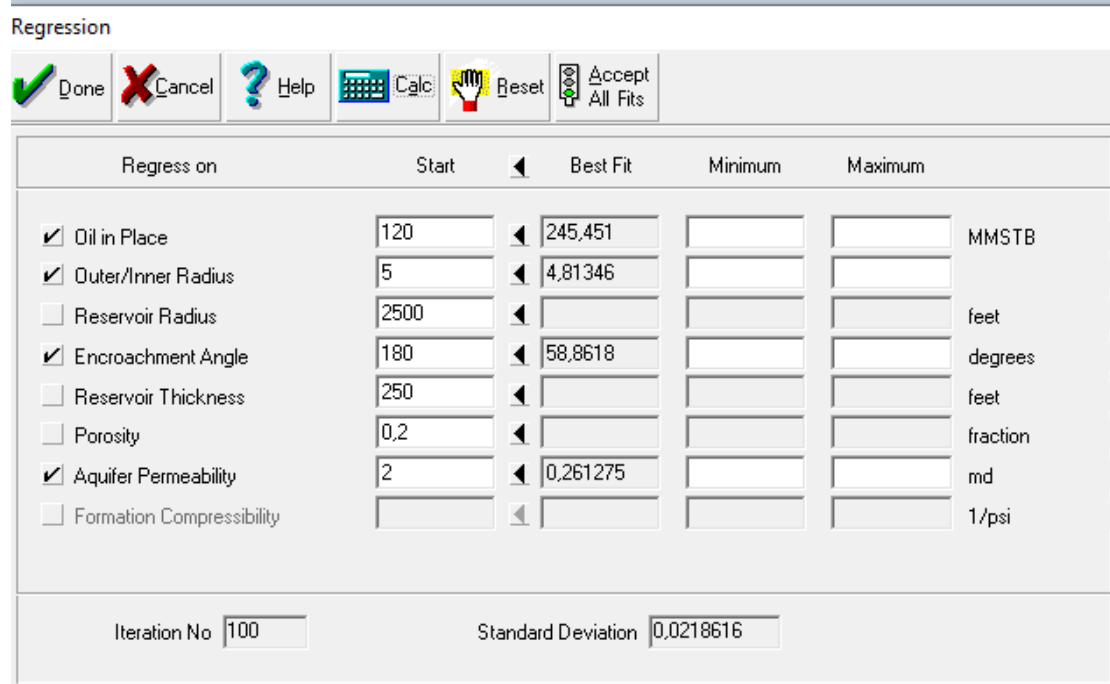 Regression
Done Cancel Help Calc Reset Accept All Fits
Regress on Start Best Fit Minimum Maximum
Oil in Place 120 245,451 MMSTB
Outer/Inner Radius 5 4,81346
Reservoir Radius 2500 feet
Encroachment Angle 180 58,8618 degrees
Reservoir Thickness 250 feet
Porosity 0,2 fraction
Aquifer Permeability 2 0,261275 md
Formation Compressibility 1/psi
Iteration No 100 Standard Deviation 0,0218616